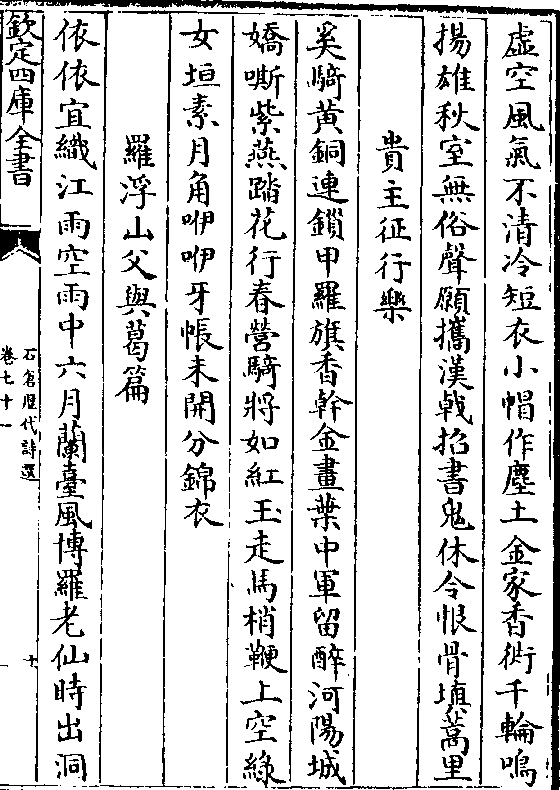 虛空風氣不清冷短衣小帽作塵土金家香衖千輪鳴
揚雄秋室無俗聲願攜漢戟招書鬼休令恨骨填蒿里
貴主征行樂
奚騎黃銅連鎖甲羅旗香幹金畫葉中軍留醉河陽城
嬌嘶紫燕踏花行春營騎將如紅玉走馬梢鞭上空綠
女垣素月角咿咿牙帳未開分錦衣
羅浮山父與葛篇
依依宜織江雨空雨中六月蘭臺風博羅老仙時出洞
欽定四庫全書
石倉歷代詩選
卷七十一
十